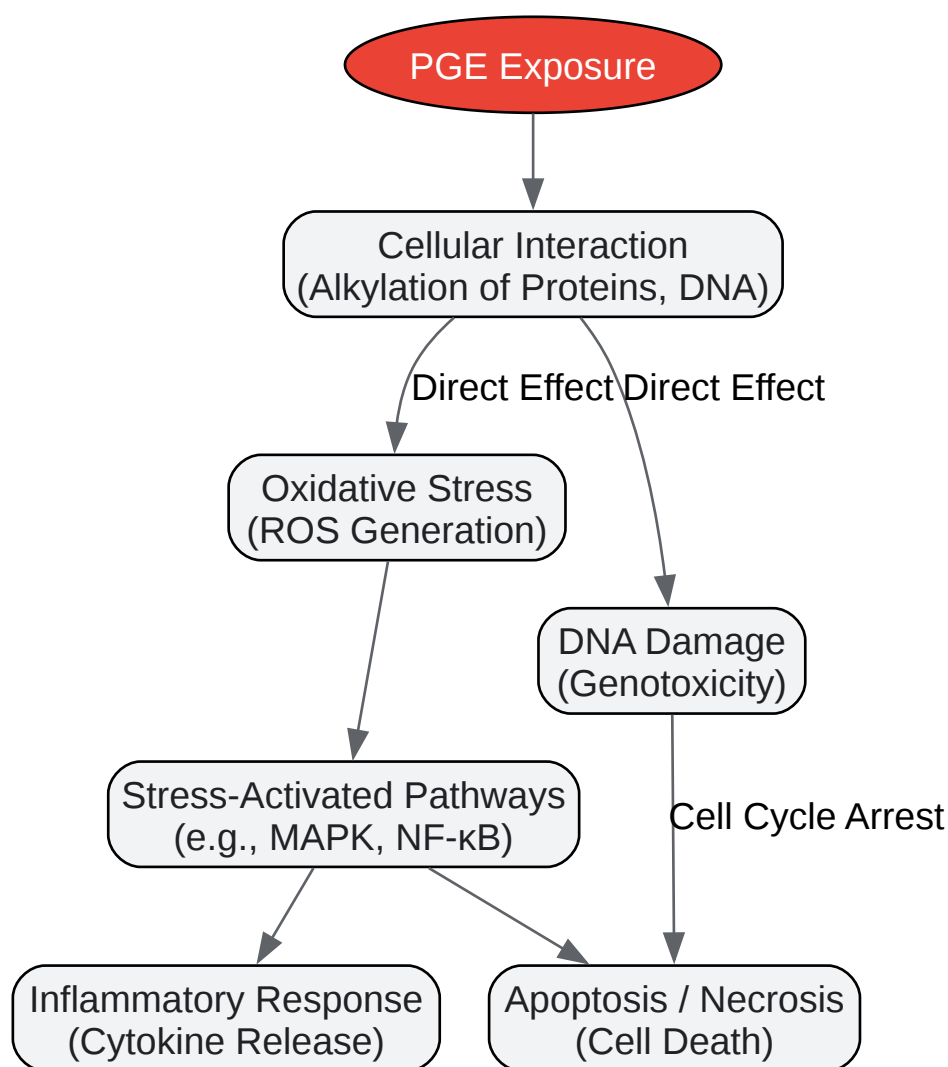 PGE Exposure
Cellular Interaction
(Alkylation of Proteins, DNA)
Direct Effect
Direct Effect
Oxidative Stress
(ROS Generation)
DNA Damage
(Genotoxicity)
Stress-Activated Pathways
(e.g., MAPK, NF-κB)
Cell Cycle Arrest
Inflammatory Response
(Cytokine Release)
Apoptosis / Necrosis
(Cell Death)